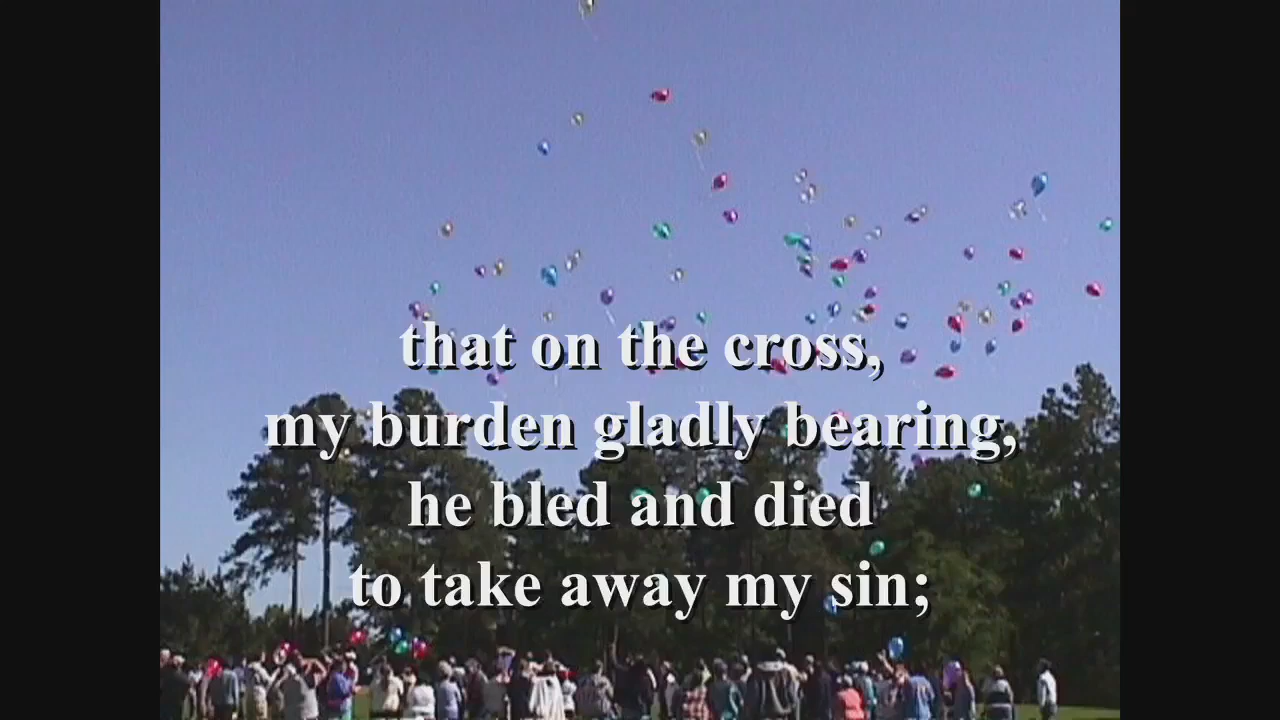 that on the cross,
my burden gladly bearing,
he bled and died
to take away my sin;